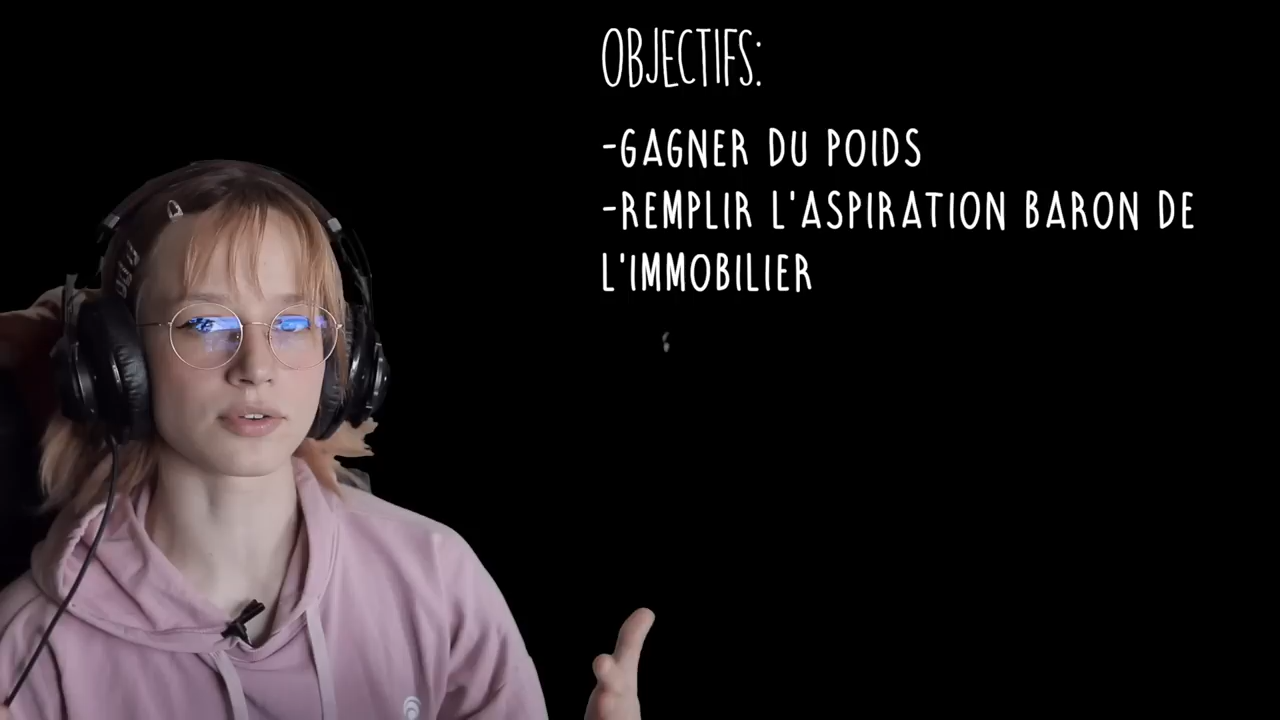 OBJECTIFS:
-GAGNER DU POIDS
-REMPLIR L'ASPIRATION BARON DE
L'IMMOBILIER